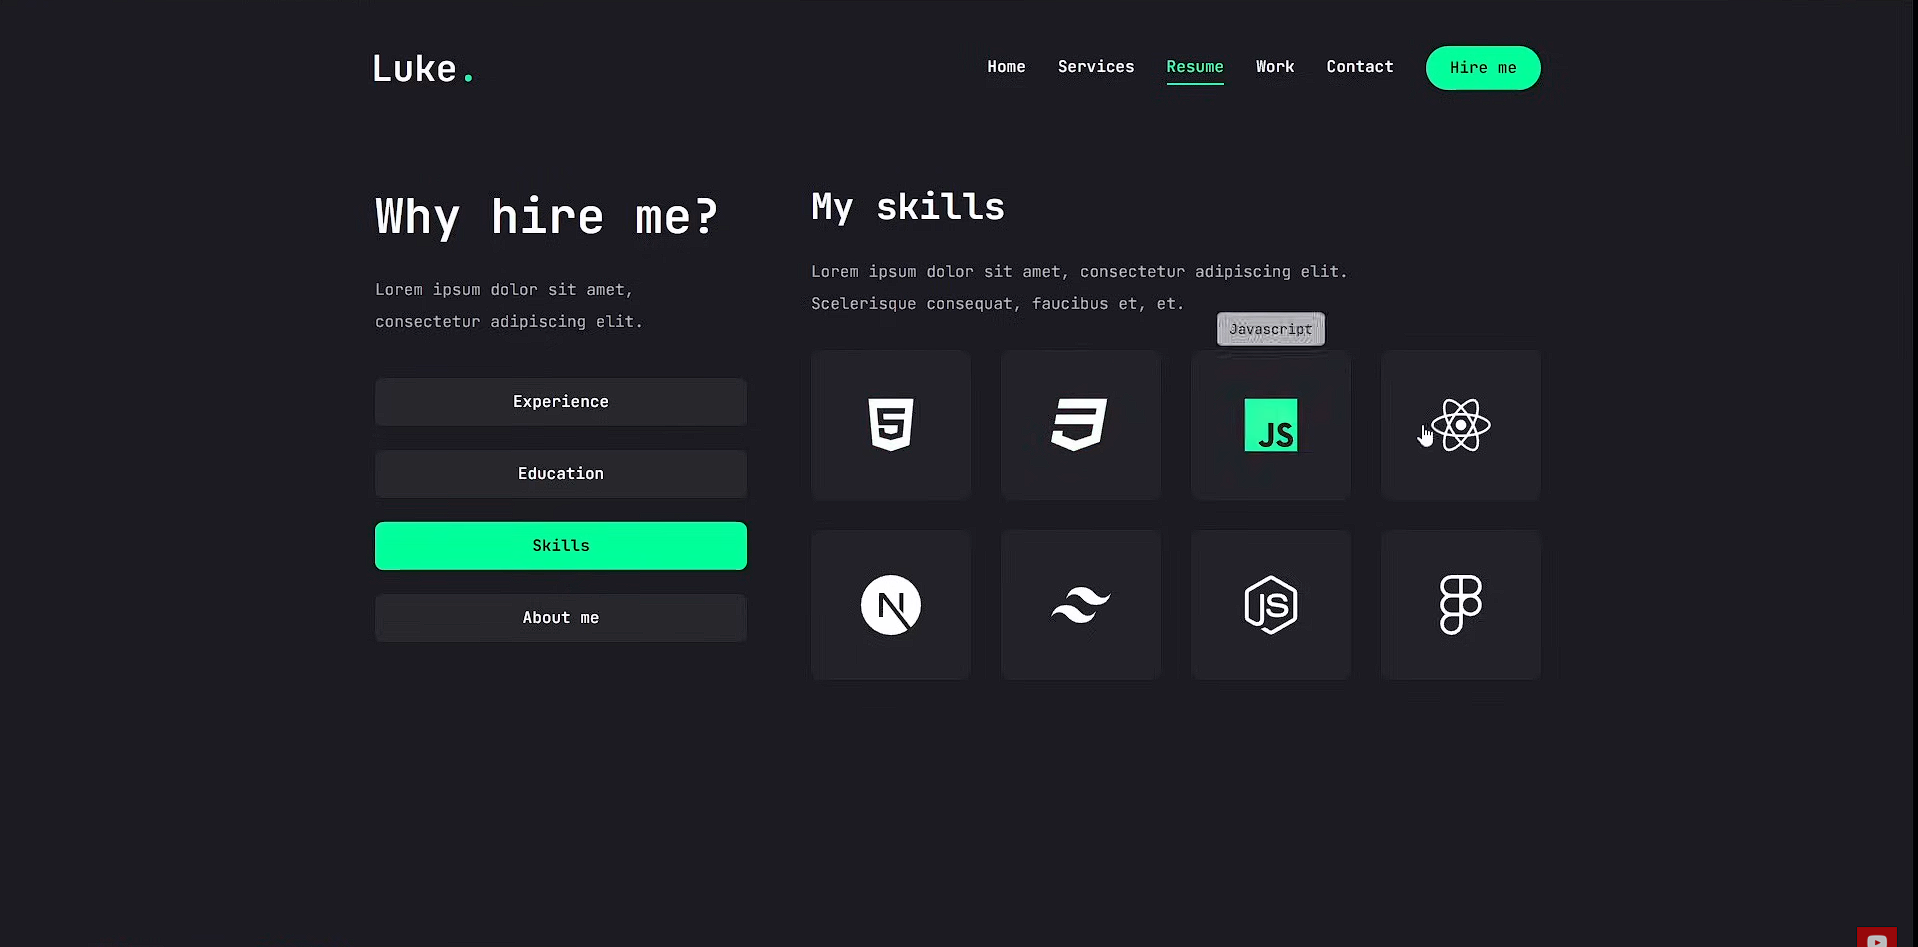 Luke.
Home Services Resume Work Contact Hire me
Why hire me?
Lorem ipsum dolor sit amet,
consectetur adipiscing elit.
Experience
Education
Skills
About me
My skills
Lorem ipsum dolor sit amet, consectetur adipiscing elit.
Scelerisque consequat, faucibus et, et.
Javascript
5
JS
N
JS